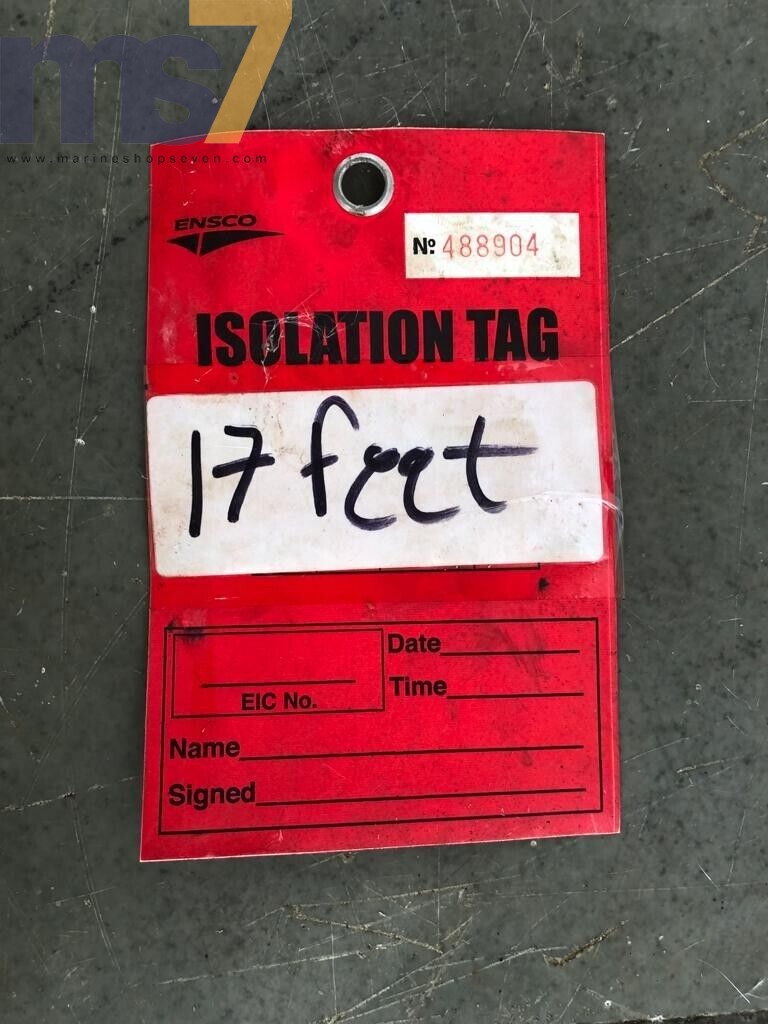 ms7
www.marineshopseven.com
ENSCO
Nº 488904
ISOLATION TAG
17 feet
EIC No.
Date
Time
Name
Signed